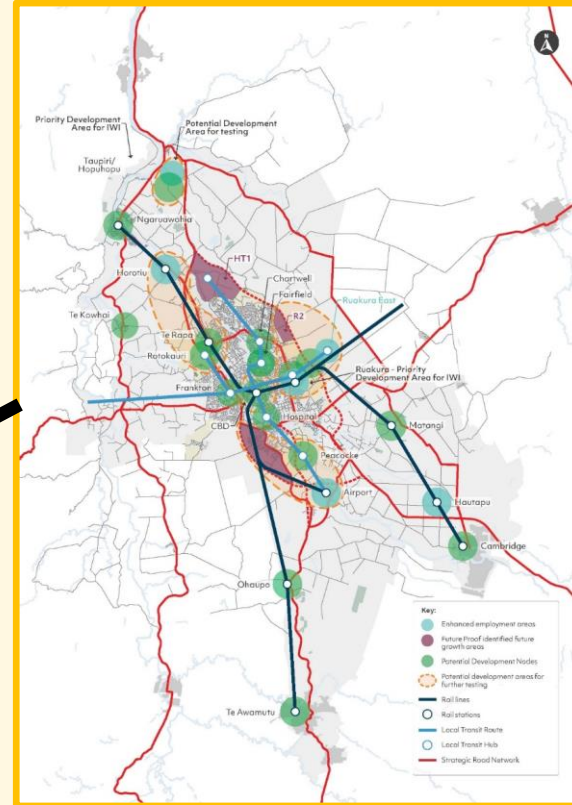 N
Priority Development
Area for IWI
Potential Development
Area for testing
Taupiri/
Hopuhopu
Ngaruawahia
HT1
Horotiu
Chartwell
Fairfield
Ruakura East
Te Kowhai
R2
Te Rapa
Rotokauri
Ruakura - Priority
Development Area for IWI
Frankton
CBD
Hospital
Matangi
Peacocke
Airport
Hautapu
Cambridge
Ohaupo
Te Awamutu
Key:
Enhanced employment areas
Future Proof identified future
growth areas
Potential Development Nodes
Potential development areas for
further testing
Rail lines
Rail stations
Local Transit Route
Local Transit Hub
Strategic Road Network